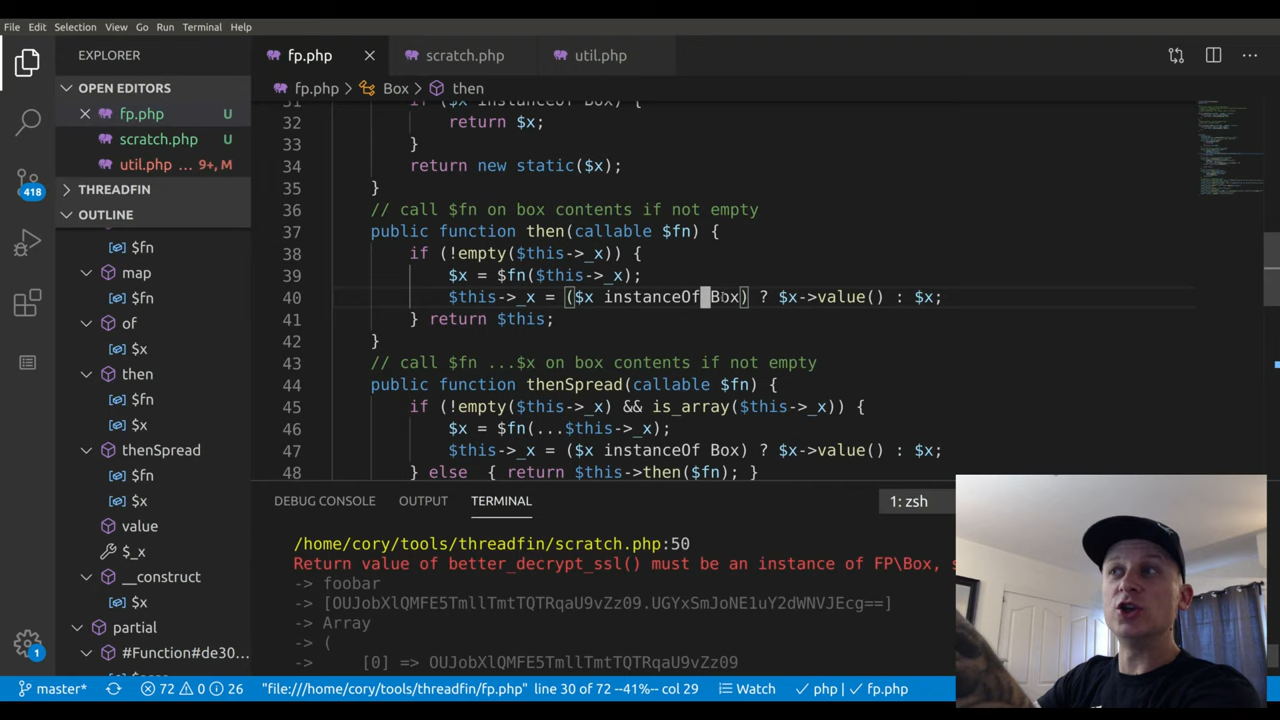 File Edit Selection View Go Run Terminal Help
EXPLORER
fp.php
scratch.php
util.php
OPEN EDITORS
fp.php U
scratch.php U
util.php ... 9+, M
THREADFIN
OUTLINE
$fn
map
$fn
of
$x
then
$fn
$x
thenSpread
$fn
$x
value
$_x
__construct
$x
partial
#Function#de30...
418
1
fp.php > Box > then
31 if ($x instanceOf Box) {
32 return $x;
33 }
34 return new static($x);
35 }
36 // call $fn on box contents if not empty
37 public function then(callable $fn) {
38 if (!empty($this->_x)) {
39 $x = $fn($this->_x);
40 $this->_x = ($x instanceOf Box) ? $x->value() : $x;
41 } return $this;
42 }
43 // call $fn ...$x on box contents if not empty
44 public function thenSpread(callable $fn) {
45 if (!empty($this->_x) && is_array($this->_x)) {
46 $x = $fn(...$this->_x);
47 $this->_x = ($x instanceOf Box) ? $x->value() : $x;
48 } else { return $this->then($fn); }
DEBUG CONSOLE OUTPUT TERMINAL 1: zsh
/home/cory/tools/threadfin/scratch.php:50
Return value of better_decrypt_ssl() must be an instance of FP\Box,
-> foobar
-> [OUJobXlQMFE5TmllTmtTQTRqaU9vZz09.UGYxSmJoNE1uY2dWNVJEcg==]
-> Array
-> (
-> [0] => OUJobXlQMFE5TmllTmtTQTRqaU9vZz09
master* 72 0 26 "file:///home/cory/tools/threadfin/fp.php" line 30 of 72 --41%-- col 29 Watch php | fp.php